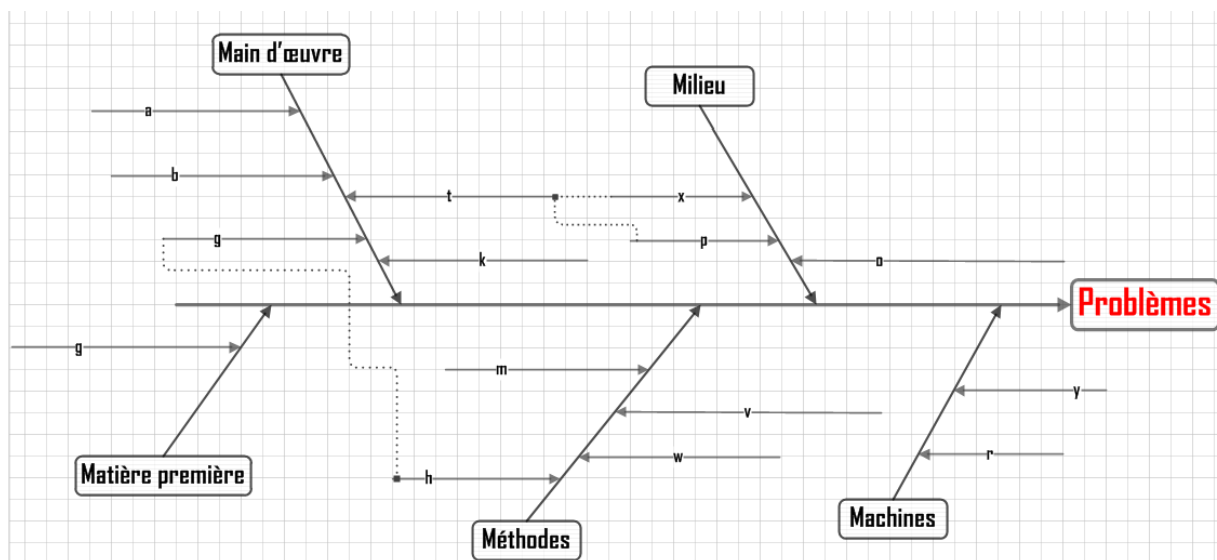 Main d'œuvre
Milieu
a
b
t
x
g
p
k
o
Problèmes
g
m
y
v
w
r
h
Matière première
Méthodes
Machines